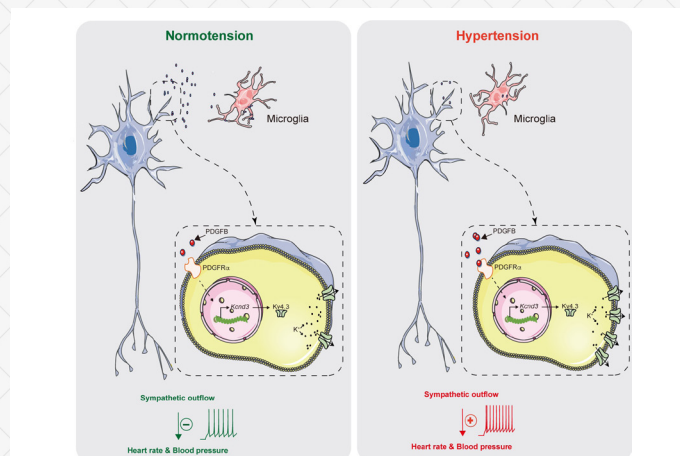 Normotension
Microglia
PDGFB
PDGFRα
Kcnd3
Kv4.3
K
Sympathetic outflow
Heart rate & Blood pressure
Hypertension
Microglia
PDGFB
PDGFRα
Kcnd3
Kv4.3
K
Sympathetic outflow
Heart rate & Blood pressure